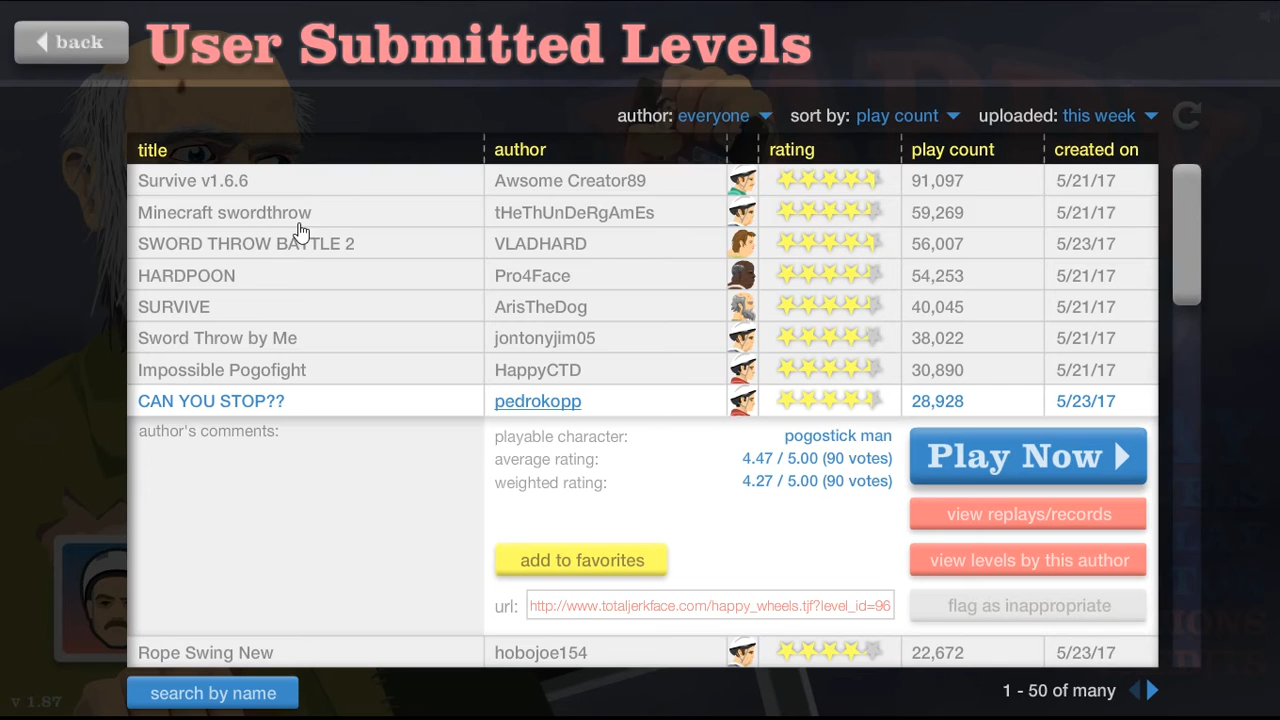 back
User Submitted Levels
author: everyone sort by: play count uploaded: this week
title author rating play count created on
Survive v1.6.6 Awsome Creator89 91,097 5/21/17
Minecraft swordthrow tHeThUnDeRgAmEs 59,269 5/21/17
SWORD THROW BATTLE 2 VLADHARD 56,007 5/23/17
HARDPOON Pro4Face 54,253 5/21/17
SURVIVE ArisTheDog 40,045 5/21/17
Sword Throw by Me jontonyjim05 38,022 5/21/17
Impossible Pogofight HappyCTD 30,890 5/21/17
CAN YOU STOP?? pedrokopp 28,928 5/23/17
author's comments:
playable character: pogostick man
average rating: 4.47 / 5.00 (90 votes)
weighted rating: 4.27 / 5.00 (90 votes)
Play Now
view replays/records
add to favorites
view levels by this author
url: http://www.totaljerkface.com/happy_wheels.tjf?level_id=96
flag as inappropriate
Rope Swing New hobojoe154 22,672 5/23/17
search by name
1 - 50 of many
v 1.87